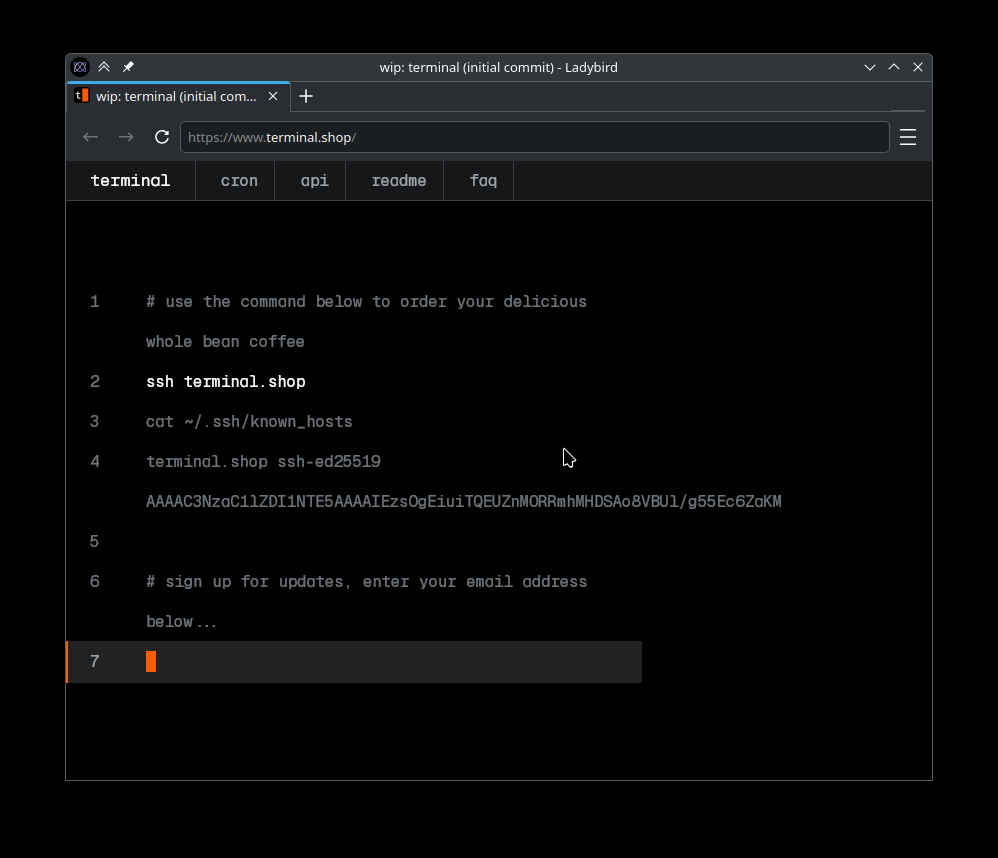 wip: terminal (initial commit) - Ladybird
t wip: terminal (initial com...
https://www.terminal.shop/
terminal cron api readme faq
1 # use the command below to order your delicious
whole bean coffee
2 ssh terminal.shop
3 cat ~/.ssh/known_hosts
4 terminal.shop ssh-ed25519
AAAAC3NzaC1lZDI1NTE5AAAAIEzsOgEiuiTQEUZnMORRmhMHDSAo8VBUl/g55Ec6ZaKM
5
6 # sign up for updates, enter your email address
below...
7